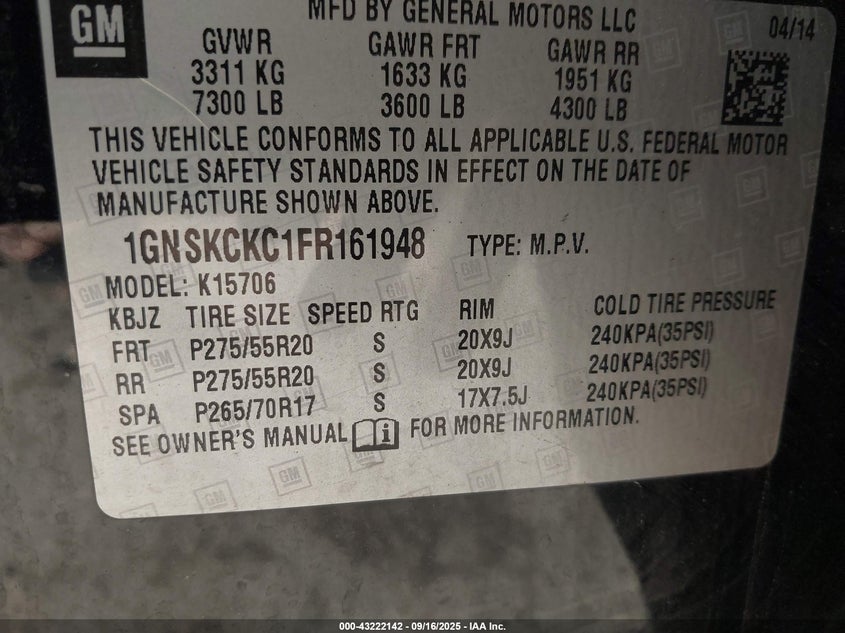 GM
MFD BY GENERAL MOTORS LLC
04/14
GVWR GAWR FRT GAWR RR
3311 KG 1633 KG 1951 KG
7300 LB 3600 LB 4300 LB
THIS VEHICLE CONFORMS TO ALL APPLICABLE U.S. FEDERAL MOTOR
VEHICLE SAFETY STANDARDS IN EFFECT ON THE DATE OF
MANUFACTURE SHOWN ABOVE.
1GNSKCKC1FR161948 TYPE: M.P.V.
MODEL: K15706
KBJZ TIRE SIZE SPEED RTG RIM COLD TIRE PRESSURE
FRT P275/55R20 S 20X9J 240KPA(35PSI)
RR P275/55R20 S 20X9J 240KPA(35PSI)
SPA P265/70R17 S 17X7.5J 240KPA(35PSI)
SEE OWNER'S MANUAL i FOR MORE INFORMATION.
000-43222142 - 09/16/2025 - IAA Inc.